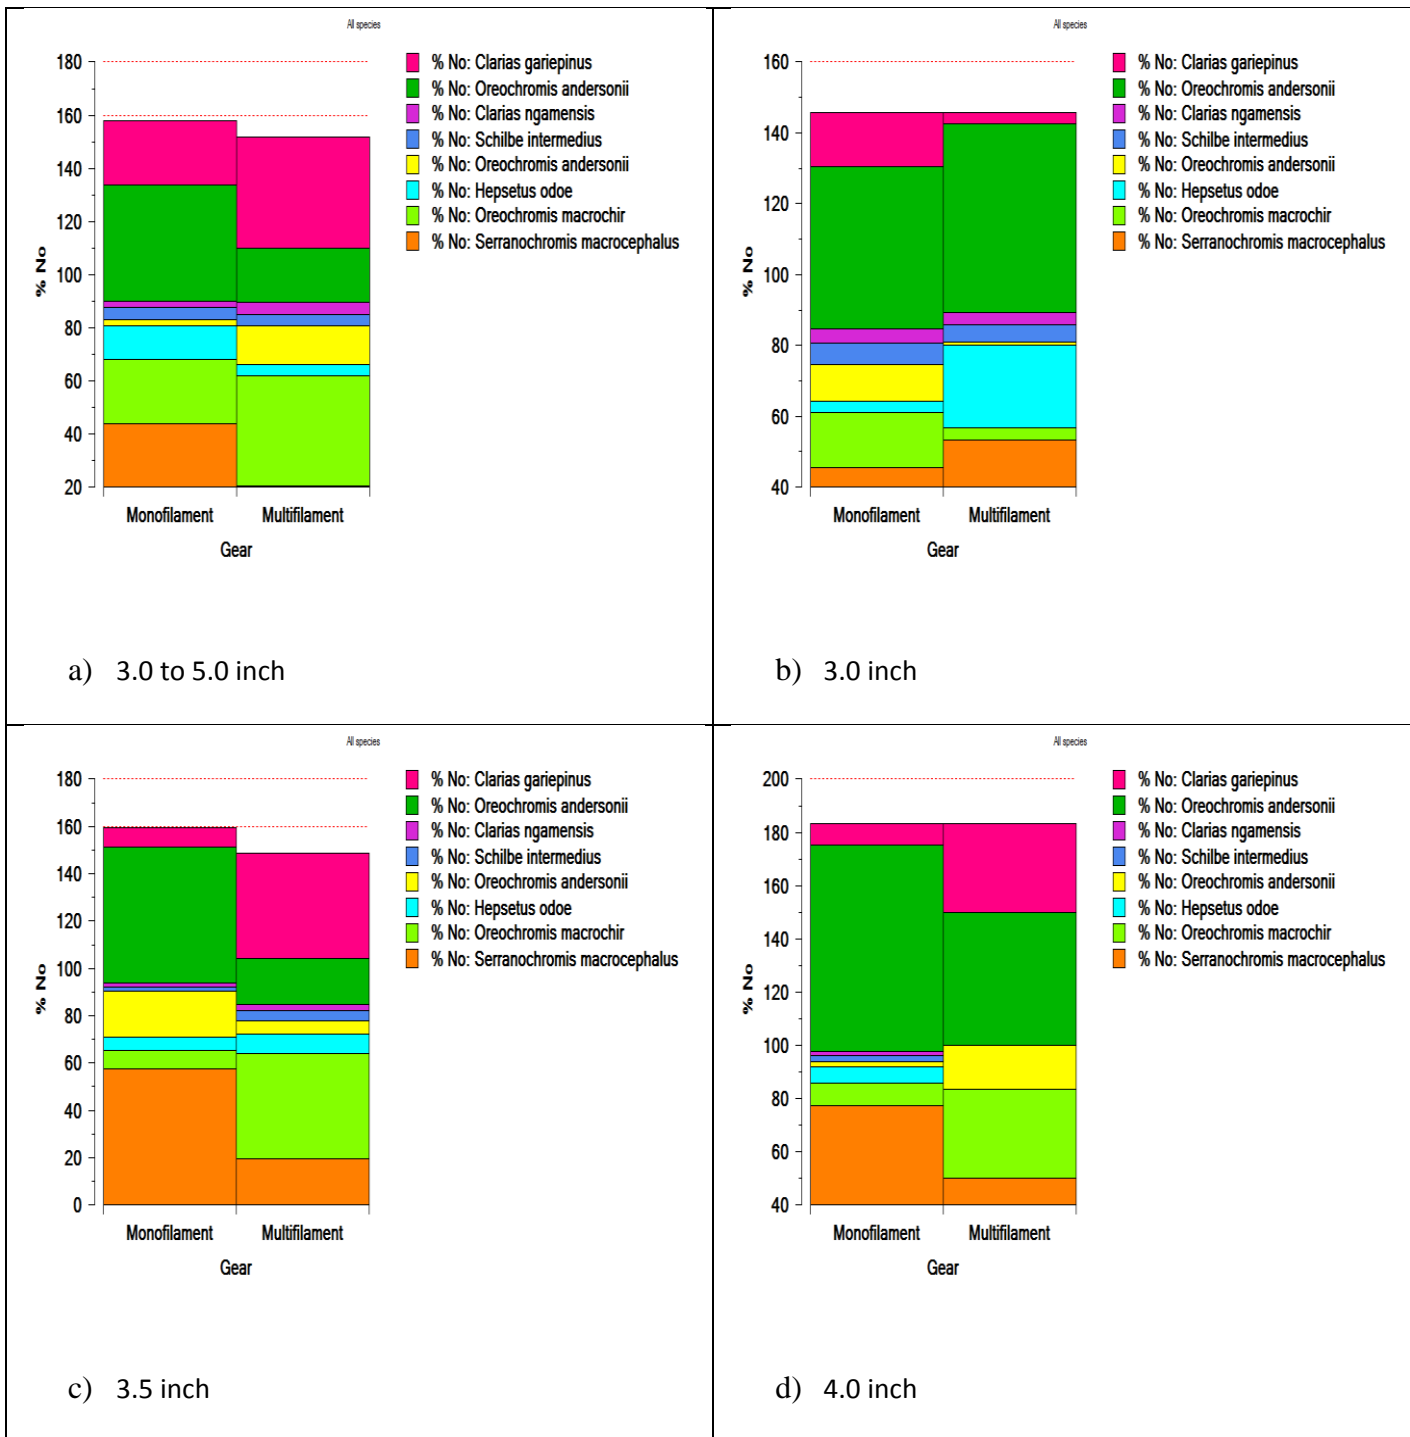 All species
180
160
140
120
100
80
60
40
20
% No
Monofilament Multifilament
Gear
% No: Clarias gariepinus
% No: Oreochromis andersonii
% No: Clarias ngamensis
% No: Schilbe intermedius
% No: Oreochromis andersonii
% No: Hepsetus odoe
% No: Oreochromis macrochir
% No: Serranochromis macrocephalus
a) 3.0 to 5.0 inch
All species
160
140
120
100
80
60
40
% No
Monofilament Multifilament
Gear
% No: Clarias gariepinus
% No: Oreochromis andersonii
% No: Clarias ngamensis
% No: Schilbe intermedius
% No: Oreochromis andersonii
% No: Hepsetus odoe
% No: Oreochromis macrochir
% No: Serranochromis macrocephalus
b) 3.0 inch
All species
180
160
140
120
100
80
60
40
20
0
% No
Monofilament Multifilament
Gear
% No: Clarias gariepinus
% No: Oreochromis andersonii
% No: Clarias ngamensis
% No: Schilbe intermedius
% No: Oreochromis andersonii
% No: Hepsetus odoe
% No: Oreochromis macrochir
% No: Serranochromis macrocephalus
c) 3.5 inch
All species
200
180
160
140
120
100
80
60
40
% No
Monofilament Multifilament
Gear
% No: Clarias gariepinus
% No: Oreochromis andersonii
% No: Clarias ngamensis
% No: Schilbe intermedius
% No: Oreochromis andersonii
% No: Hepsetus odoe
% No: Oreochromis macrochir
% No: Serranochromis macrocephalus
d) 4.0 inch